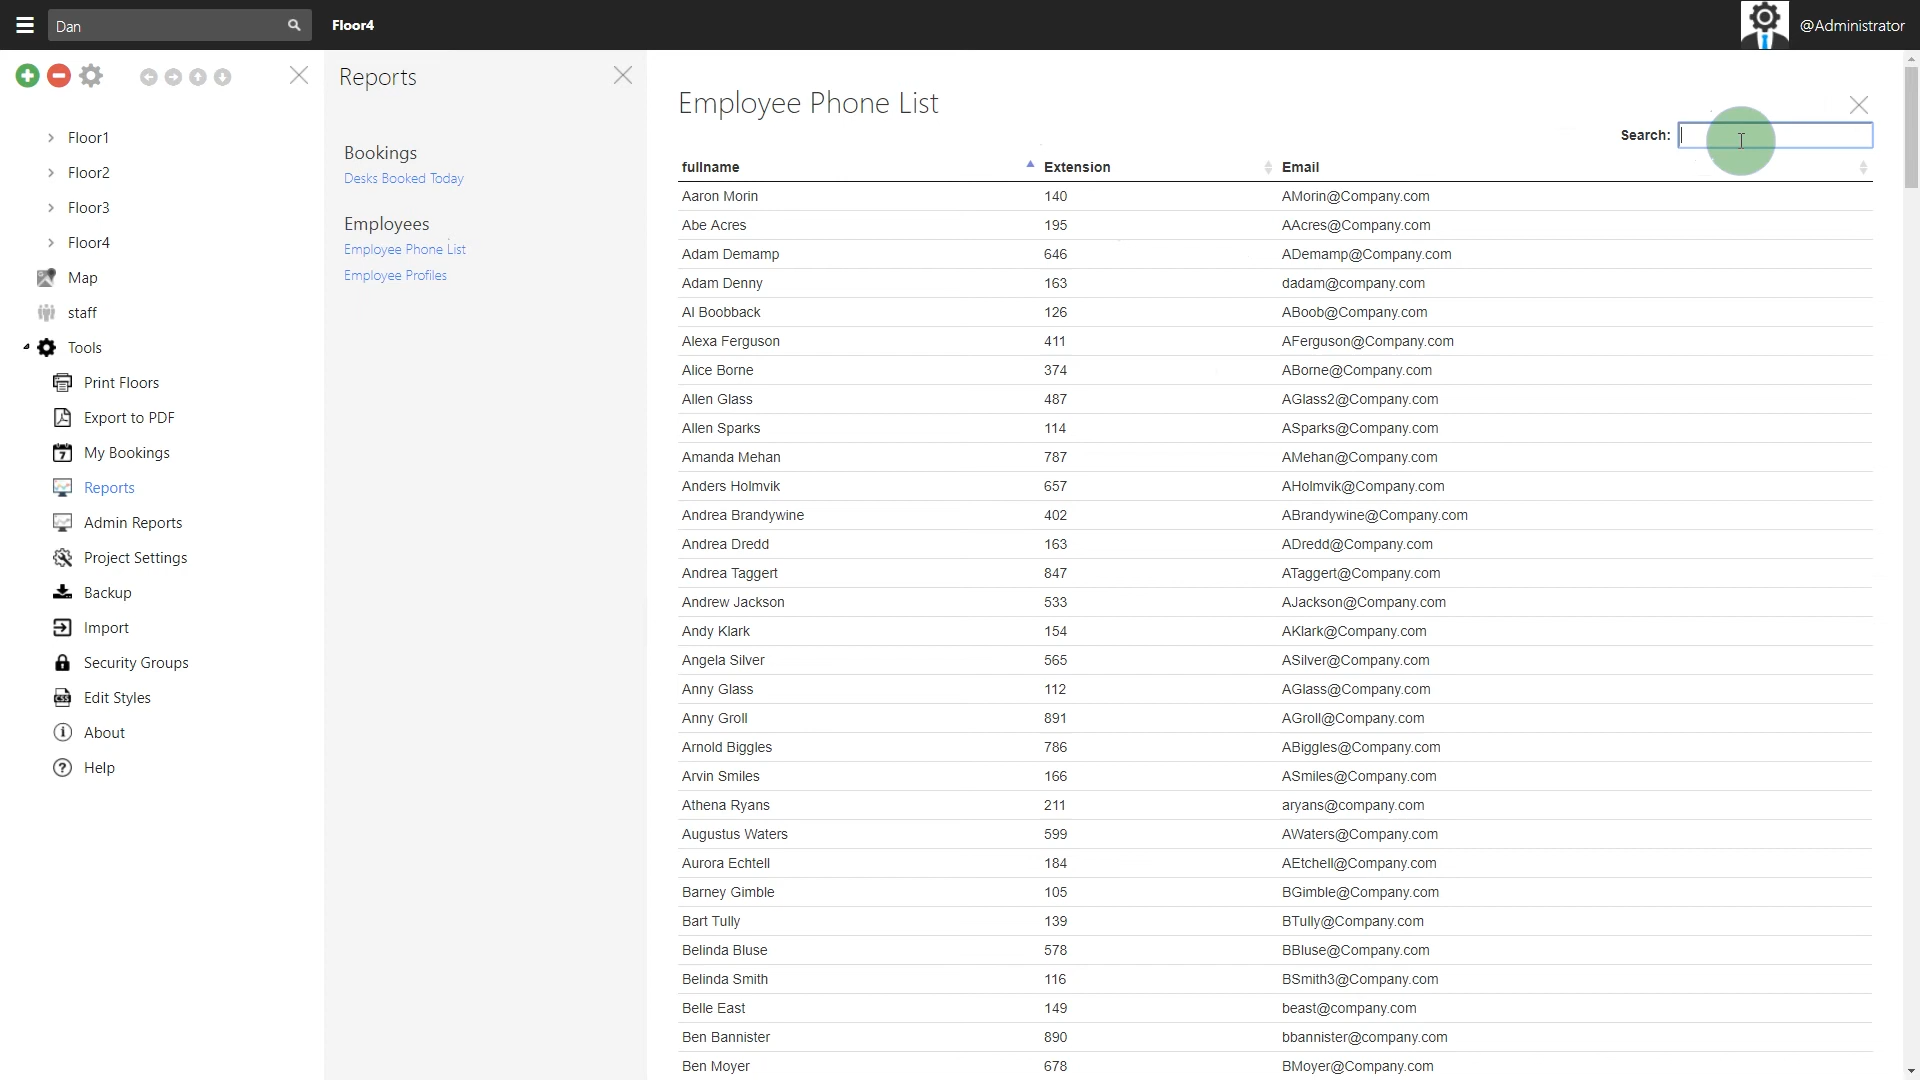 Dan
Floor4
@Administrator
Floor1
Floor2
Floor3
Floor4
Map
staff
Tools
Print Floors
Export to PDF
My Bookings
Reports
Admin Reports
Project Settings
Backup
Import
Security Groups
Edit Styles
About
Help
Reports
Bookings
Desks Booked Today
Employees
Employee Phone List
Employee Profiles
Employee Phone List
Search:
fullname Extension Email
Aaron Morin 140 AMorin@Company.com
Abe Acres 195 AAcres@Company.com
Adam Demamp 646 ADemamp@Company.com
Adam Denny 163 dadam@company.com
Al Boobback 126 ABoob@Company.com
Alexa Ferguson 411 AFerguson@Company.com
Alice Borne 374 ABorne@Company.com
Allen Glass 487 AGlass2@Company.com
Allen Sparks 114 ASparks@Company.com
Amanda Mehan 787 AMehan@Company.com
Anders Holmvik 657 AHolmvik@Company.com
Andrea Brandywine 402 ABrandywine@Company.com
Andrea Dredd 163 ADredd@Company.com
Andrea Taggert 847 ATaggert@Company.com
Andrew Jackson 533 AJackson@Company.com
Andy Klark 154 AKlark@Company.com
Angela Silver 565 ASilver@Company.com
Anny Glass 112 AGlass@Company.com
Anny Groll 891 AGroll@Company.com
Arnold Biggles 786 ABiggles@Company.com
Arvin Smiles 166 ASmiles@Company.com
Athena Ryans 211 aryans@company.com
Augustus Waters 599 AWaters@Company.com
Aurora Echtell 184 AEtchell@Company.com
Barney Gimble 105 BGimble@Company.com
Bart Tully 139 BTully@Company.com
Belinda Bluse 578 BBluse@Company.com
Belinda Smith 116 BSmith3@Company.com
Belle East 149 beast@company.com
Ben Bannister 890 bbannister@company.com
Ben Moyer 678 BMoyer@Company.com